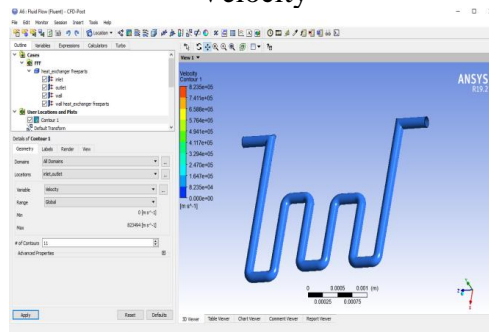 Velocity
A8 : Fluid Flow (Fluent) - CFD-Post
File Edit Monitor Session Insert Tools Help
Location
Outline Variables Expressions Calculators Turbo
Cases
FFF
heat_exchanger freeparts
inlet
outlet
wall
wall heat_exchanger freeparts
User Locations and Plots
Contour 1
Default Transform
Details of Contour 1
Geometry Labels Render View
Domains All Domains
Locations inlet,outlet
Variable Velocity
Range Global
Min 0 [m s^-1]
Max 823494 [m s^-1]
# of Contours 11
Advanced Properties
Apply Reset Defaults
View 1
Velocity
Contour 1
8.235e+05
7.411e+05
6.588e+05
5.764e+05
4.941e+05
4.117e+05
3.294e+05
2.470e+05
1.647e+05
8.235e+04
0.000e+00
[m s^-1]
ANSYS
R19.2
0 0.0005 0.001 (m)
0.00025 0.00075
3D Viewer Table Viewer Chart Viewer Comment Viewer Report Viewer